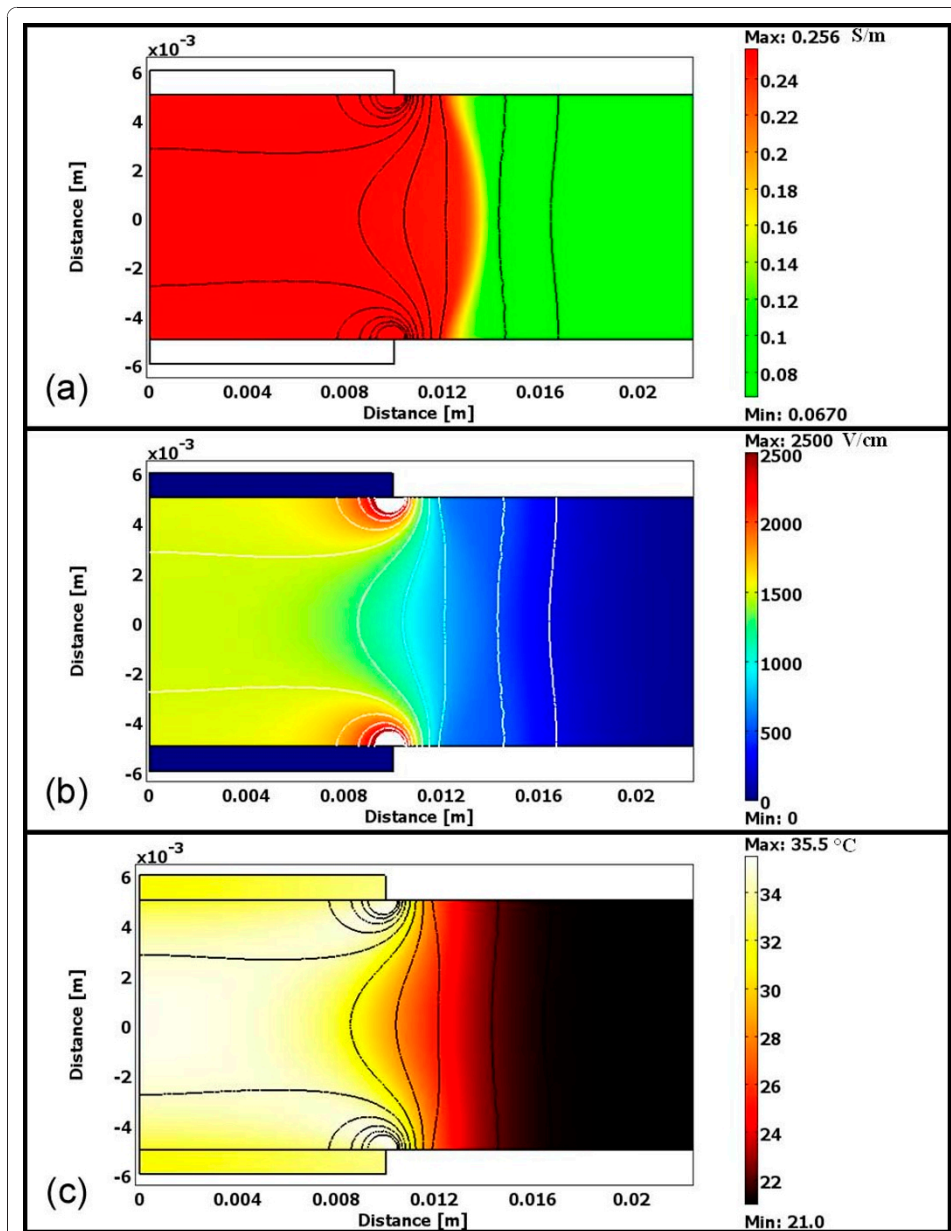 Max: 0.256 S/m
x10-3
6
4
2
0
-2
-4
-6
Distance [m]
0 0.004 0.008 0.012 0.016 0.02
Distance [m]
0.24
0.22
0.2
0.18
0.16
0.14
0.12
0.1
0.08
Min: 0.0670
(a)
Max: 2500 V/cm
x10-3
6
4
2
0
-2
-4
-6
Distance [m]
0 0.004 0.008 0.012 0.016 0.02
Distance [m]
2500
2000
1500
1000
500
0
Min: 0
(b)
Max: 35.5 °C
x10-3
6
4
2
0
-2
-4
-6
Distance [m]
0 0.004 0.008 0.012 0.016 0.02
Distance [m]
34
32
30
28
26
24
22
Min: 21.0
(c)